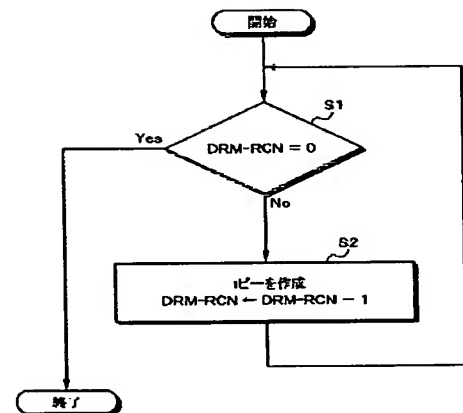 開始
S1
Yes
DRM-RCN = 0
No
S2
コピーを作成
DRM-RCN ← DRM-RCN − 1
終了